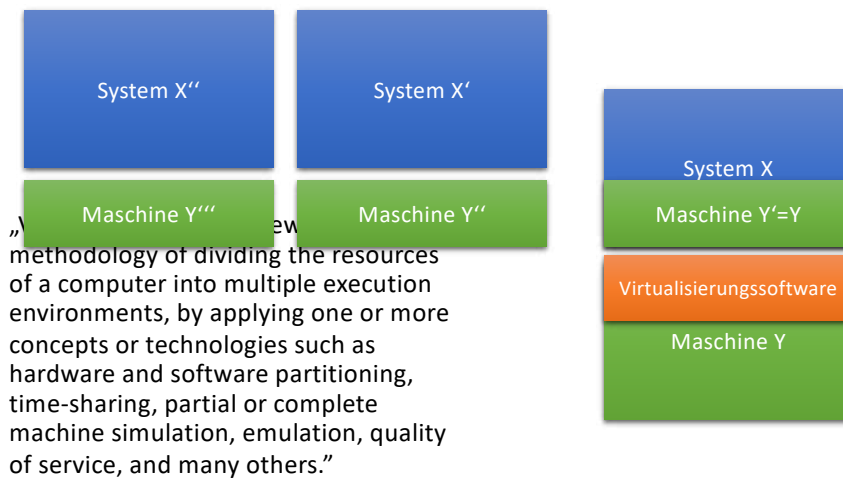 System X‘‘
System X‘
System X
Maschine Y‘‘‘
Maschine Y‘‘
Maschine Y‘=Y
Virtualisierungssoftware
Maschine Y
methodology of dividing the resources
of a computer into multiple execution
environments, by applying one or more
concepts or technologies such as
hardware and software partitioning,
time-sharing, partial or complete
machine simulation, emulation, quality
of service, and many others.”